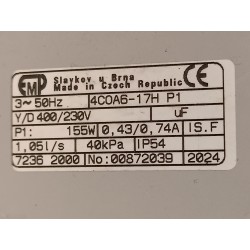 EMP Slavkov u Brna
Made in Czech Republic CE
3~50Hz 4COA6-17H P1
Y/D 400/230V uF
P1: 155W 0,43/0,74A IS.F
1,05l/s 40kPa IP54
7236 2000 No:00872039 2024